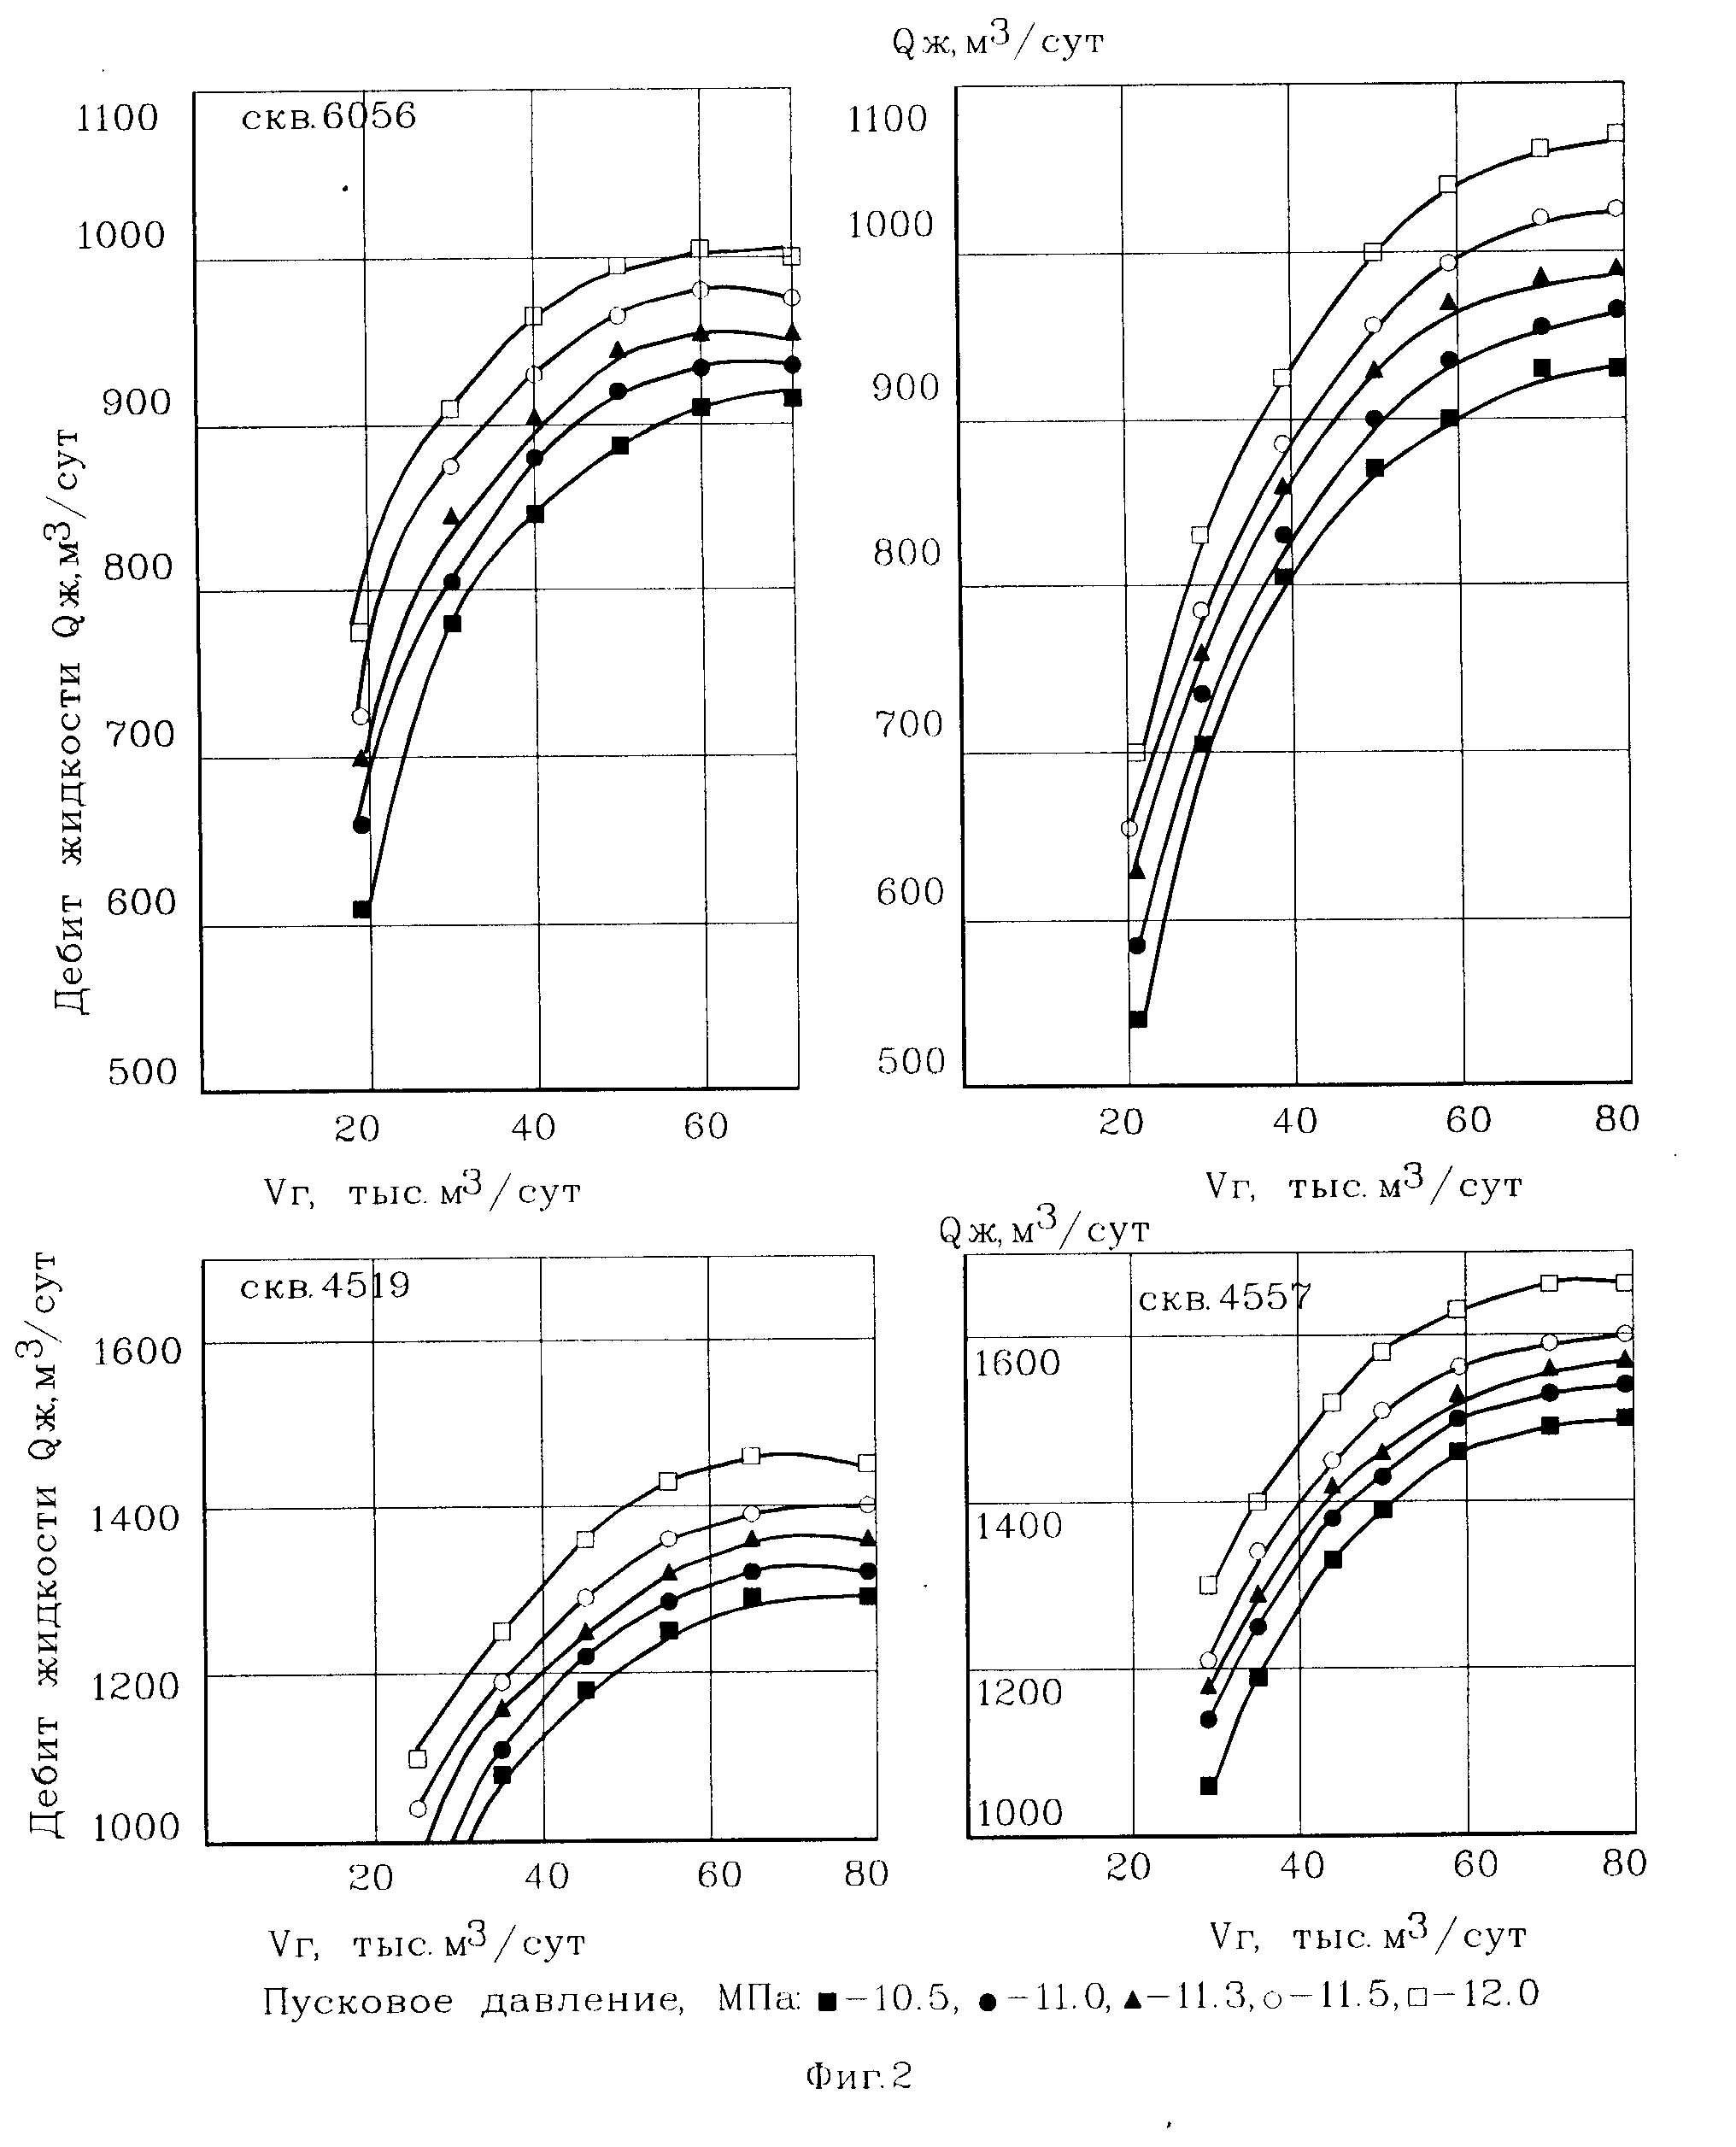 Qж, м³/сут
1100
1000
900
800
700
600
500
Дебит жидкости Qж, м³/сут
скв. 6056
20 40 60
Vг, тыс. м³/сут
1100
1000
900
800
700
600
500
20 40 60 80
Vг, тыс. м³/сут
Дебит жидкости Qж, м³/сут
1600
1400
1200
1000
скв. 4519
20 40 60 80
Vг, тыс. м³/сут
Qж, м³/сут
скв. 4557
1600
1400
1200
1000
20 40 60 80
Vг, тыс. м³/сут
Пусковое давление, МПа: ■–10.5, ●–11.0, ▲–11.3, ○–11.5, □–12.0
Фиг. 2